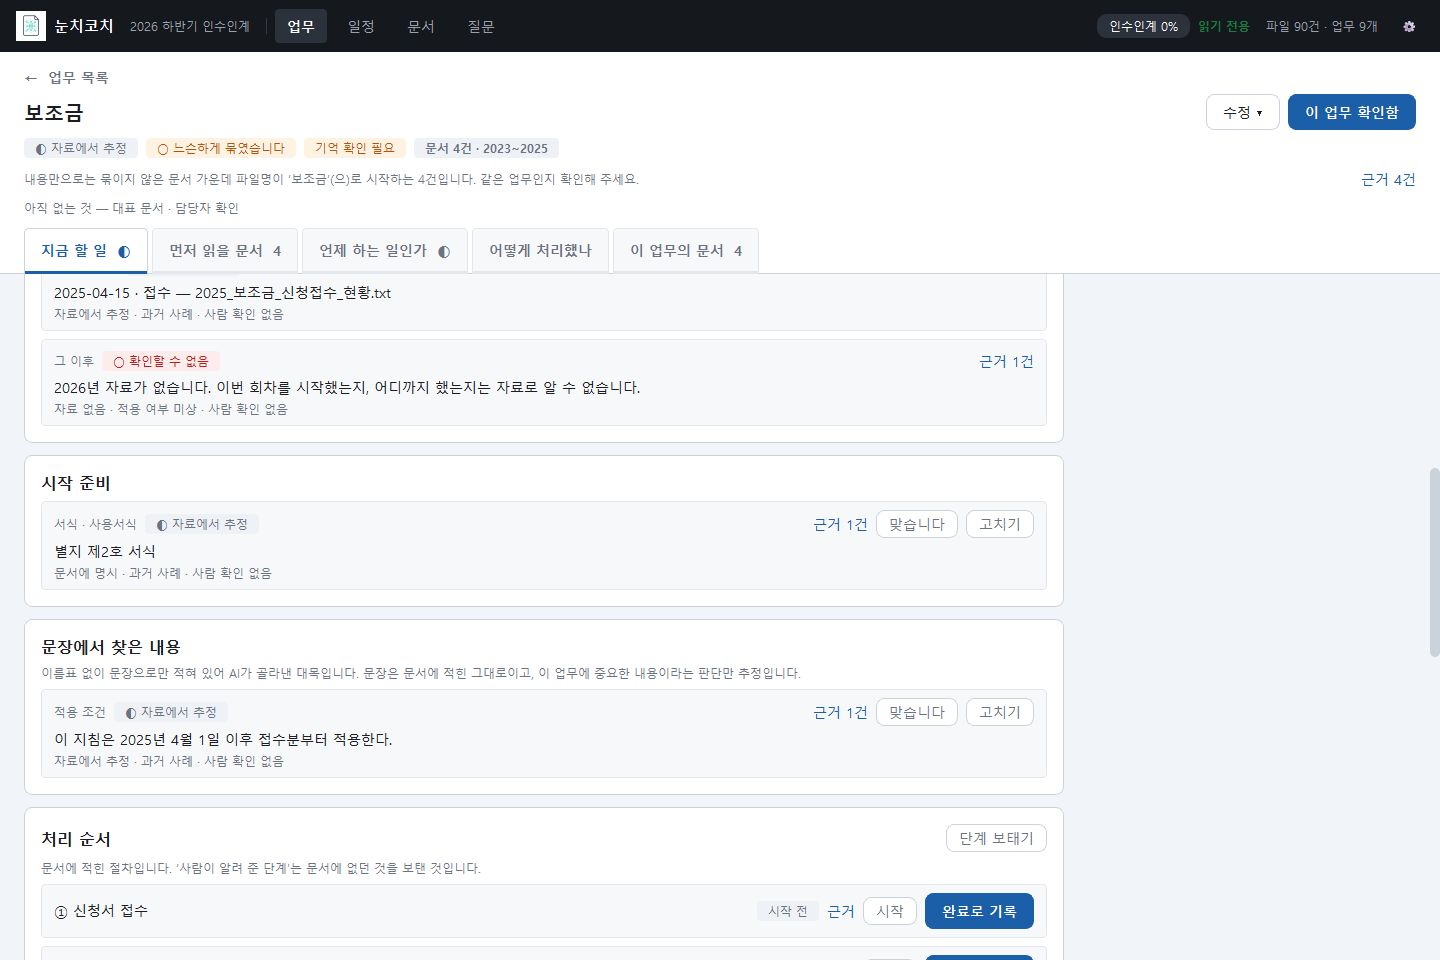 눈치코치 2026 하반기 인수인계 업무 일정 문서 질문 인수인계 0% 읽기 전용 파일 90건 · 업무 9개
← 업무 목록
보조금 수정 ▾ 이 업무 확인함
◐ 자료에서 추정 ○ 느슨하게 묶였습니다 기억 확인 필요 문서 4건 · 2023~2025
내용만으로는 묶이지 않은 문서 가운데 파일명이 '보조금'(으)로 시작하는 4건입니다. 같은 업무인지 확인해 주세요. 근거 4건
아직 없는 것 — 대표 문서 · 담당자 확인
지금 할 일 ◐ 먼저 읽을 문서 4 언제 하는 일인가 ◐ 어떻게 처리했나 이 업무의 문서 4
2025-04-15 · 접수 — 2025_보조금_신청접수_현황.txt
자료에서 추정 · 과거 사례 · 사람 확인 없음
그 이후 ○ 확인할 수 없음 근거 1건
2026년 자료가 없습니다. 이번 회차를 시작했는지, 어디까지 했는지는 자료로 알 수 없습니다.
자료 없음 · 적용 여부 미상 · 사람 확인 없음
시작 준비
서식 · 사용서식 ◐ 자료에서 추정 근거 1건 맞습니다 고치기
별지 제2호 서식
문서에 명시 · 과거 사례 · 사람 확인 없음
문장에서 찾은 내용
이름표 없이 문장으로만 적혀 있어 AI가 골라낸 대목입니다. 문장은 문서에 적힌 그대로이고, 이 업무에 중요한 내용이라는 판단만 추정입니다.
적용 조건 ◐ 자료에서 추정 근거 1건 맞습니다 고치기
이 지침은 2025년 4월 1일 이후 접수분부터 적용한다.
자료에서 추정 · 과거 사례 · 사람 확인 없음
처리 순서 단계 보태기
문서에 적힌 절차입니다. '사람이 알려 준 단계'는 문서에 없던 것을 보탠 것입니다.
① 신청서 접수 시작 전 근거 시작 완료로 기록